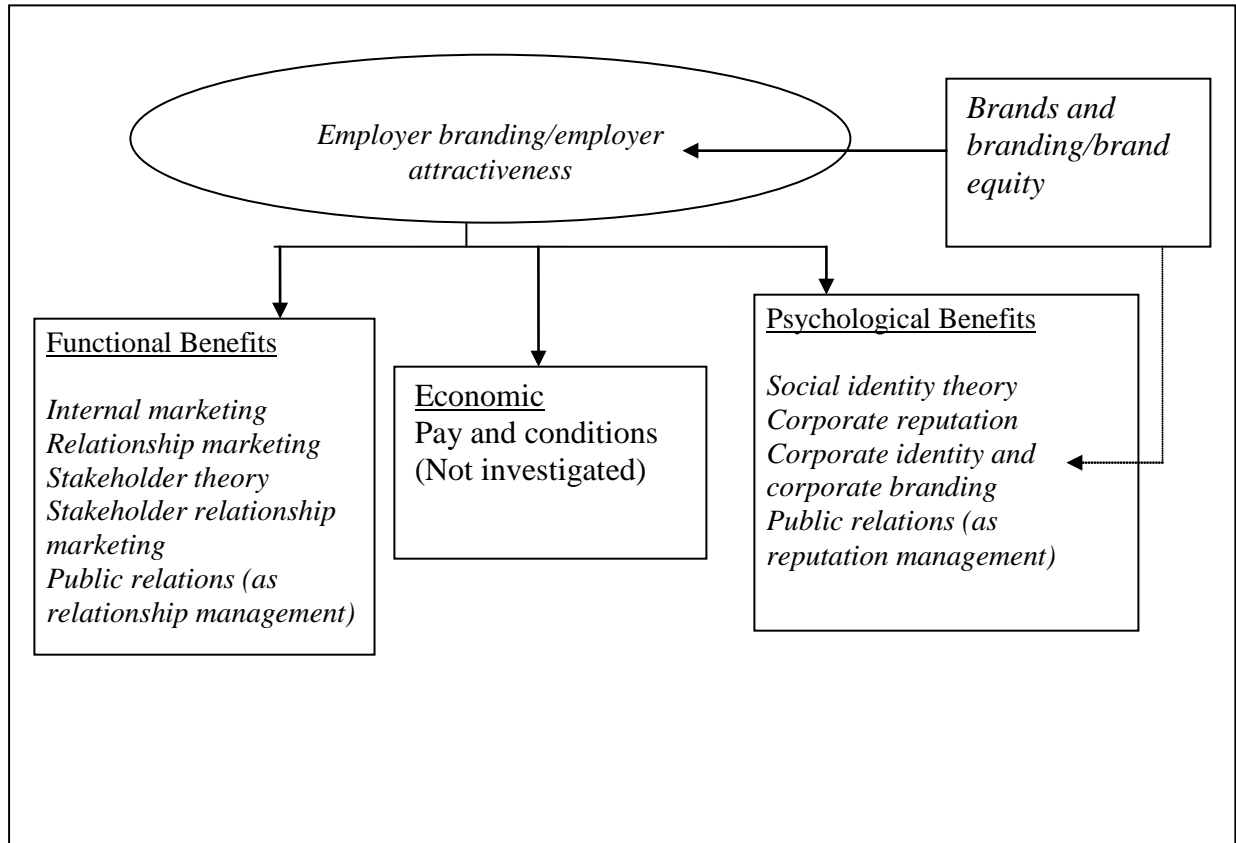 Employer branding/employer
attractiveness
Brands and
branding/brand
equity
Functional Benefits
Internal marketing
Relationship marketing
Stakeholder theory
Stakeholder relationship
marketing
Public relations (as
relationship management)
Economic
Pay and conditions
(Not investigated)
Psychological Benefits
Social identity theory
Corporate reputation
Corporate identity and
corporate branding
Public relations (as
reputation management)